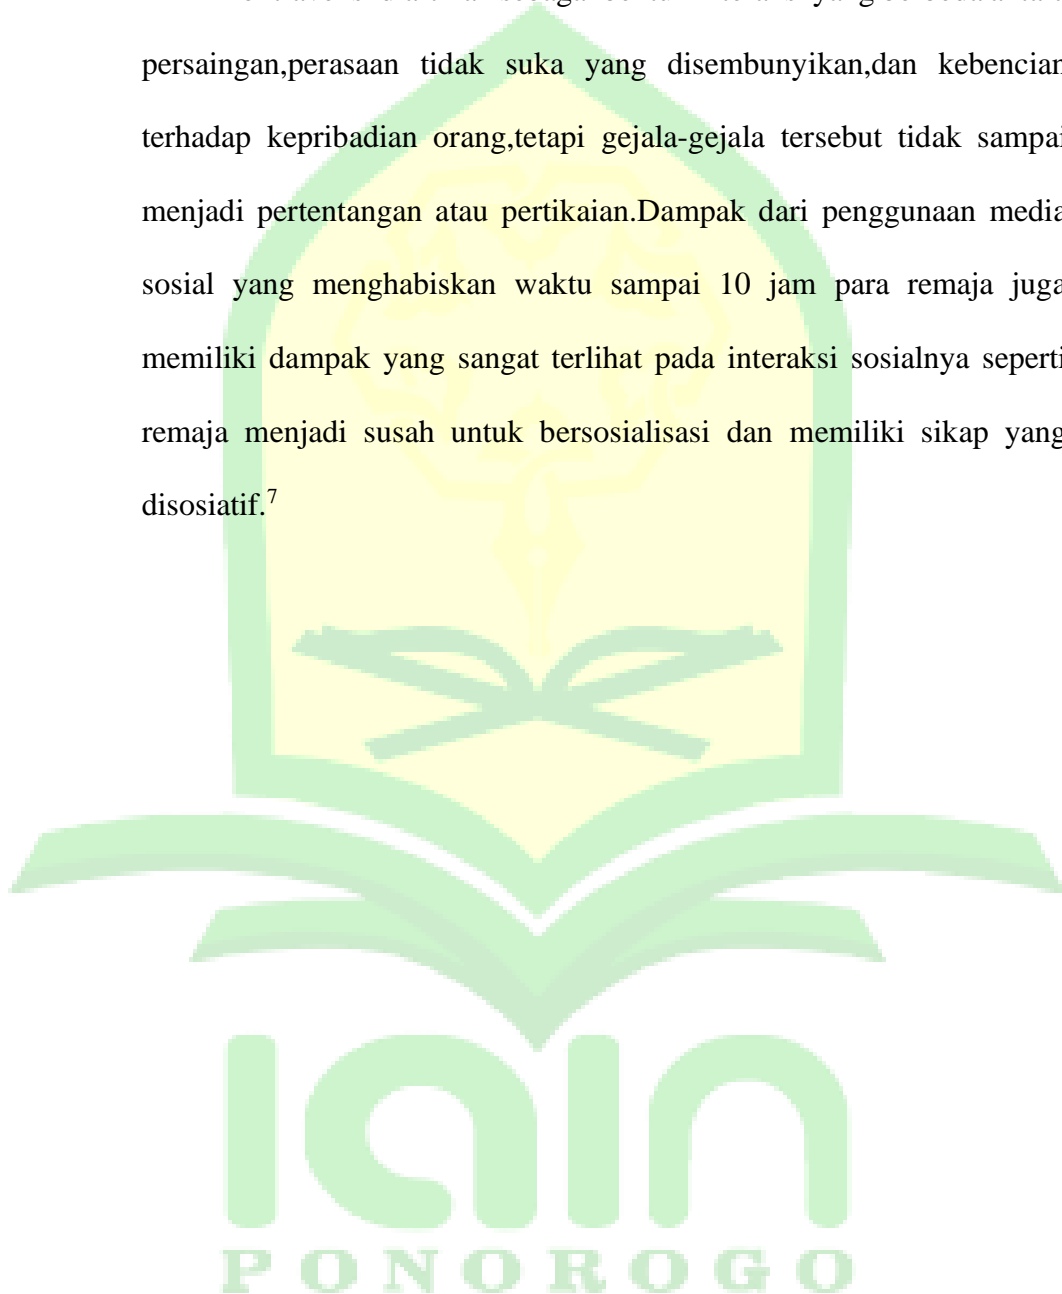 persaingan,perasaan tidak suka yang disembunyikan,dan kebencian
terhadap kepribadian orang,tetapi gejala-gejala tersebut tidak sampai
menjadi pertentangan atau pertikaian.Dampak dari penggunaan media
sosial yang menghabiskan waktu sampai 10 jam para remaja juga
memiliki dampak yang sangat terlihat pada interaksi sosialnya seperti
remaja menjadi susah untuk bersosialisasi dan memiliki sikap yang
disosiatif.⁷
iain
PONOROGO